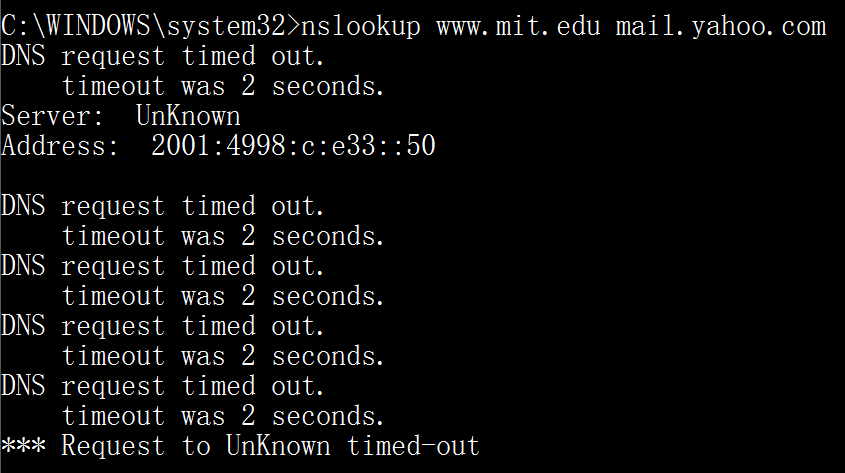 C:\WINDOWS\system32>nslookup www.mit.edu mail.yahoo.com
DNS request timed out.
    timeout was 2 seconds.
Server:  UnKnown
Address:  2001:4998:c:e33::50

DNS request timed out.
    timeout was 2 seconds.
DNS request timed out.
    timeout was 2 seconds.
DNS request timed out.
    timeout was 2 seconds.
DNS request timed out.
    timeout was 2 seconds.
*** Request to UnKnown timed-out